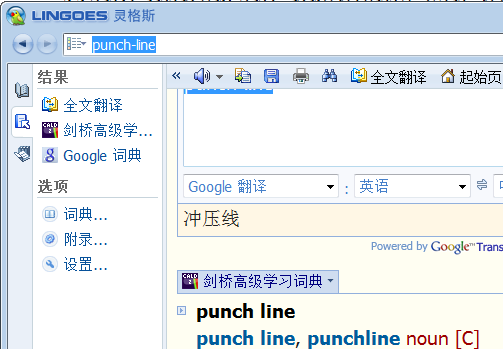 LINGOES 灵格斯
punch-line
结果
全文翻译
剑桥高级学...
Google 词典
选项
词典...
附录...
设置...
« 全文翻译 起始页
Google 翻译 : 英语
冲压线
Powered by Google Trans
剑桥高级学习词典
punch line
punch line, punchline noun [C]